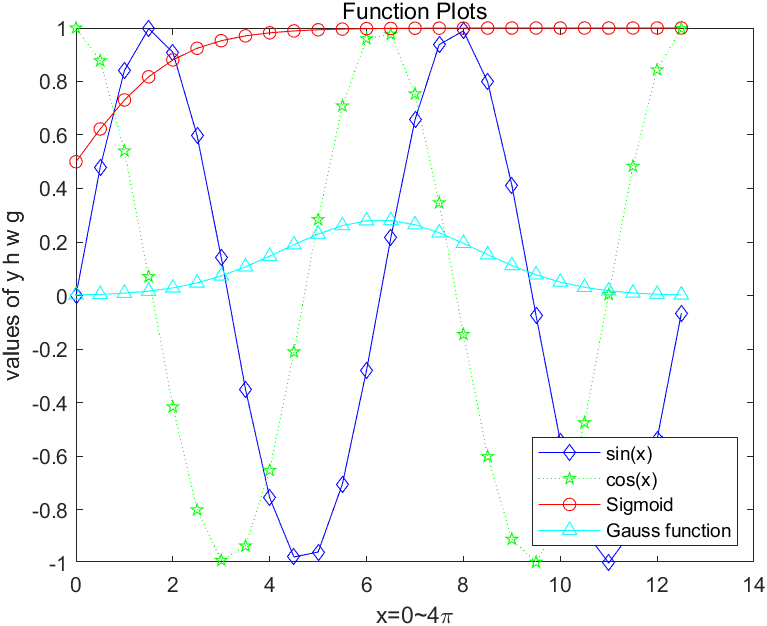 Function Plots
1
0.8
0.6
0.4
0.2
0
-0.2
-0.4
-0.6
-0.8
-1
values of y h w g
sin(x)
cos(x)
Sigmoid
Gauss function
0 2 4 6 8 10 12 14
x=0~4π